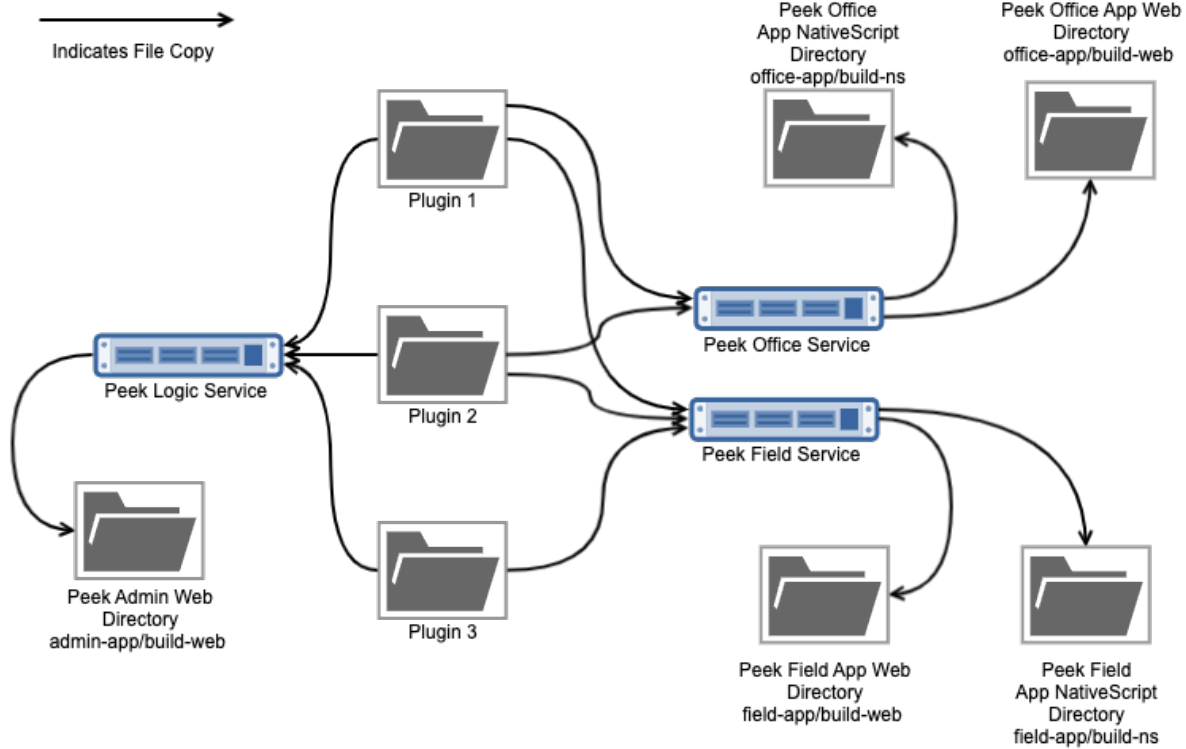 Indicates File Copy
Peek Office
App NativeScript
Directory
office-app/build-ns
Peek Office App Web
Directory
office-app/build-web
Plugin 1
Peek Office Service
Peek Logic Service
Plugin 2
Peek Field Service
Peek Admin Web
Directory
admin-app/build-web
Plugin 3
Peek Field App Web
Directory
field-app/build-web
Peek Field
App NativeScript
Directory
field-app/build-ns